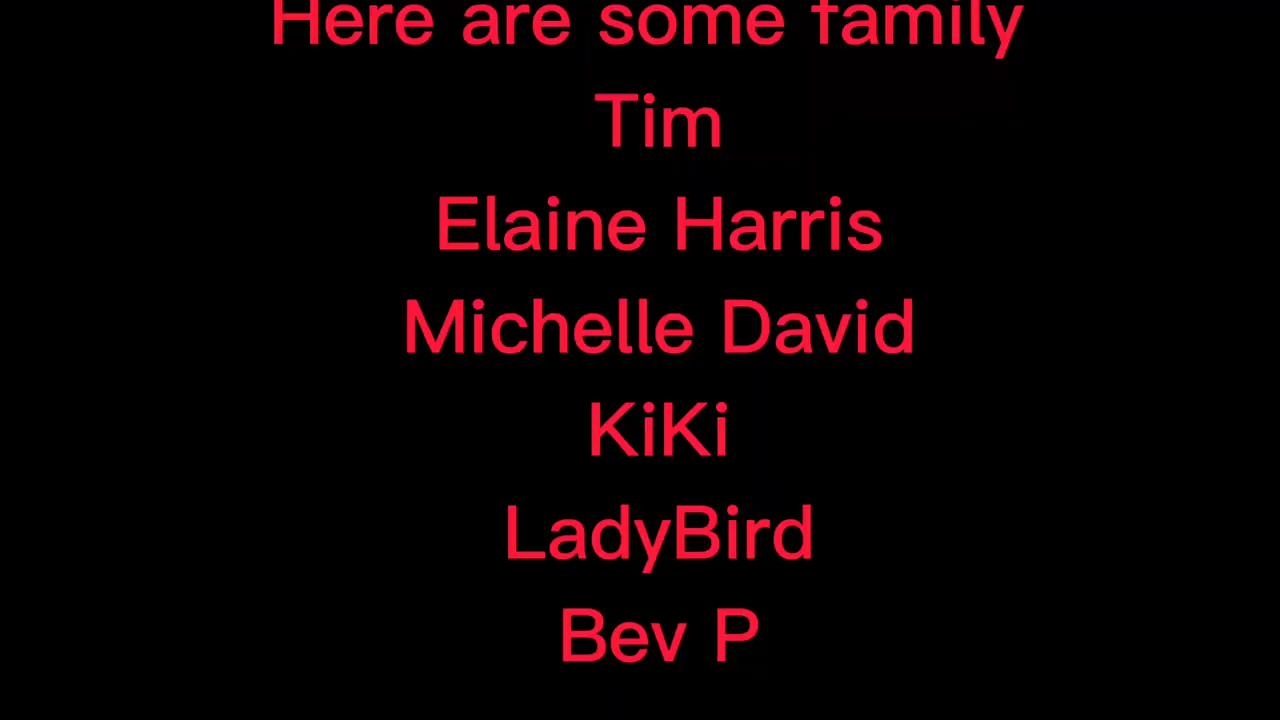 Here are some family
Tim
Elaine Harris
Michelle David
KiKi
LadyBird
Bev P